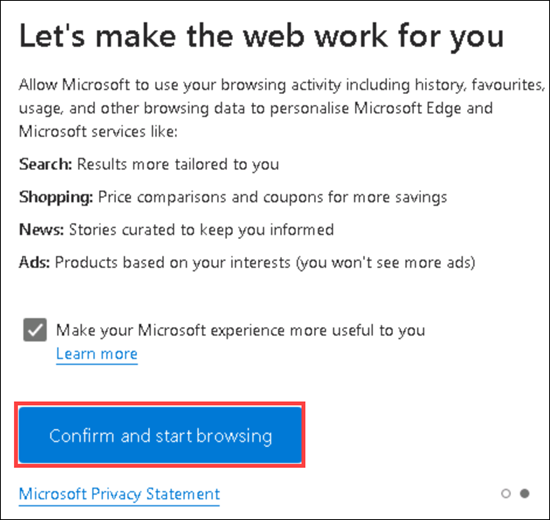 Let's make the web work for you
Allow Microsoft to use your browsing activity including history, favourites,
usage, and other browsing data to personalise Microsoft Edge and
Microsoft services like:
Search: Results more tailored to you
Shopping: Price comparisons and coupons for more savings
News: Stories curated to keep you informed
Ads: Products based on your interests (you won't see more ads)
Make your Microsoft experience more useful to you
Learn more
Confirm and start browsing
Microsoft Privacy Statement